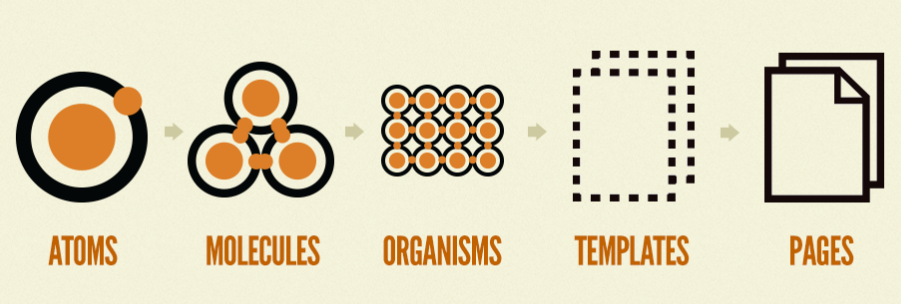 ATOMS MOLECULES ORGANISMS TEMPLATES PAGES